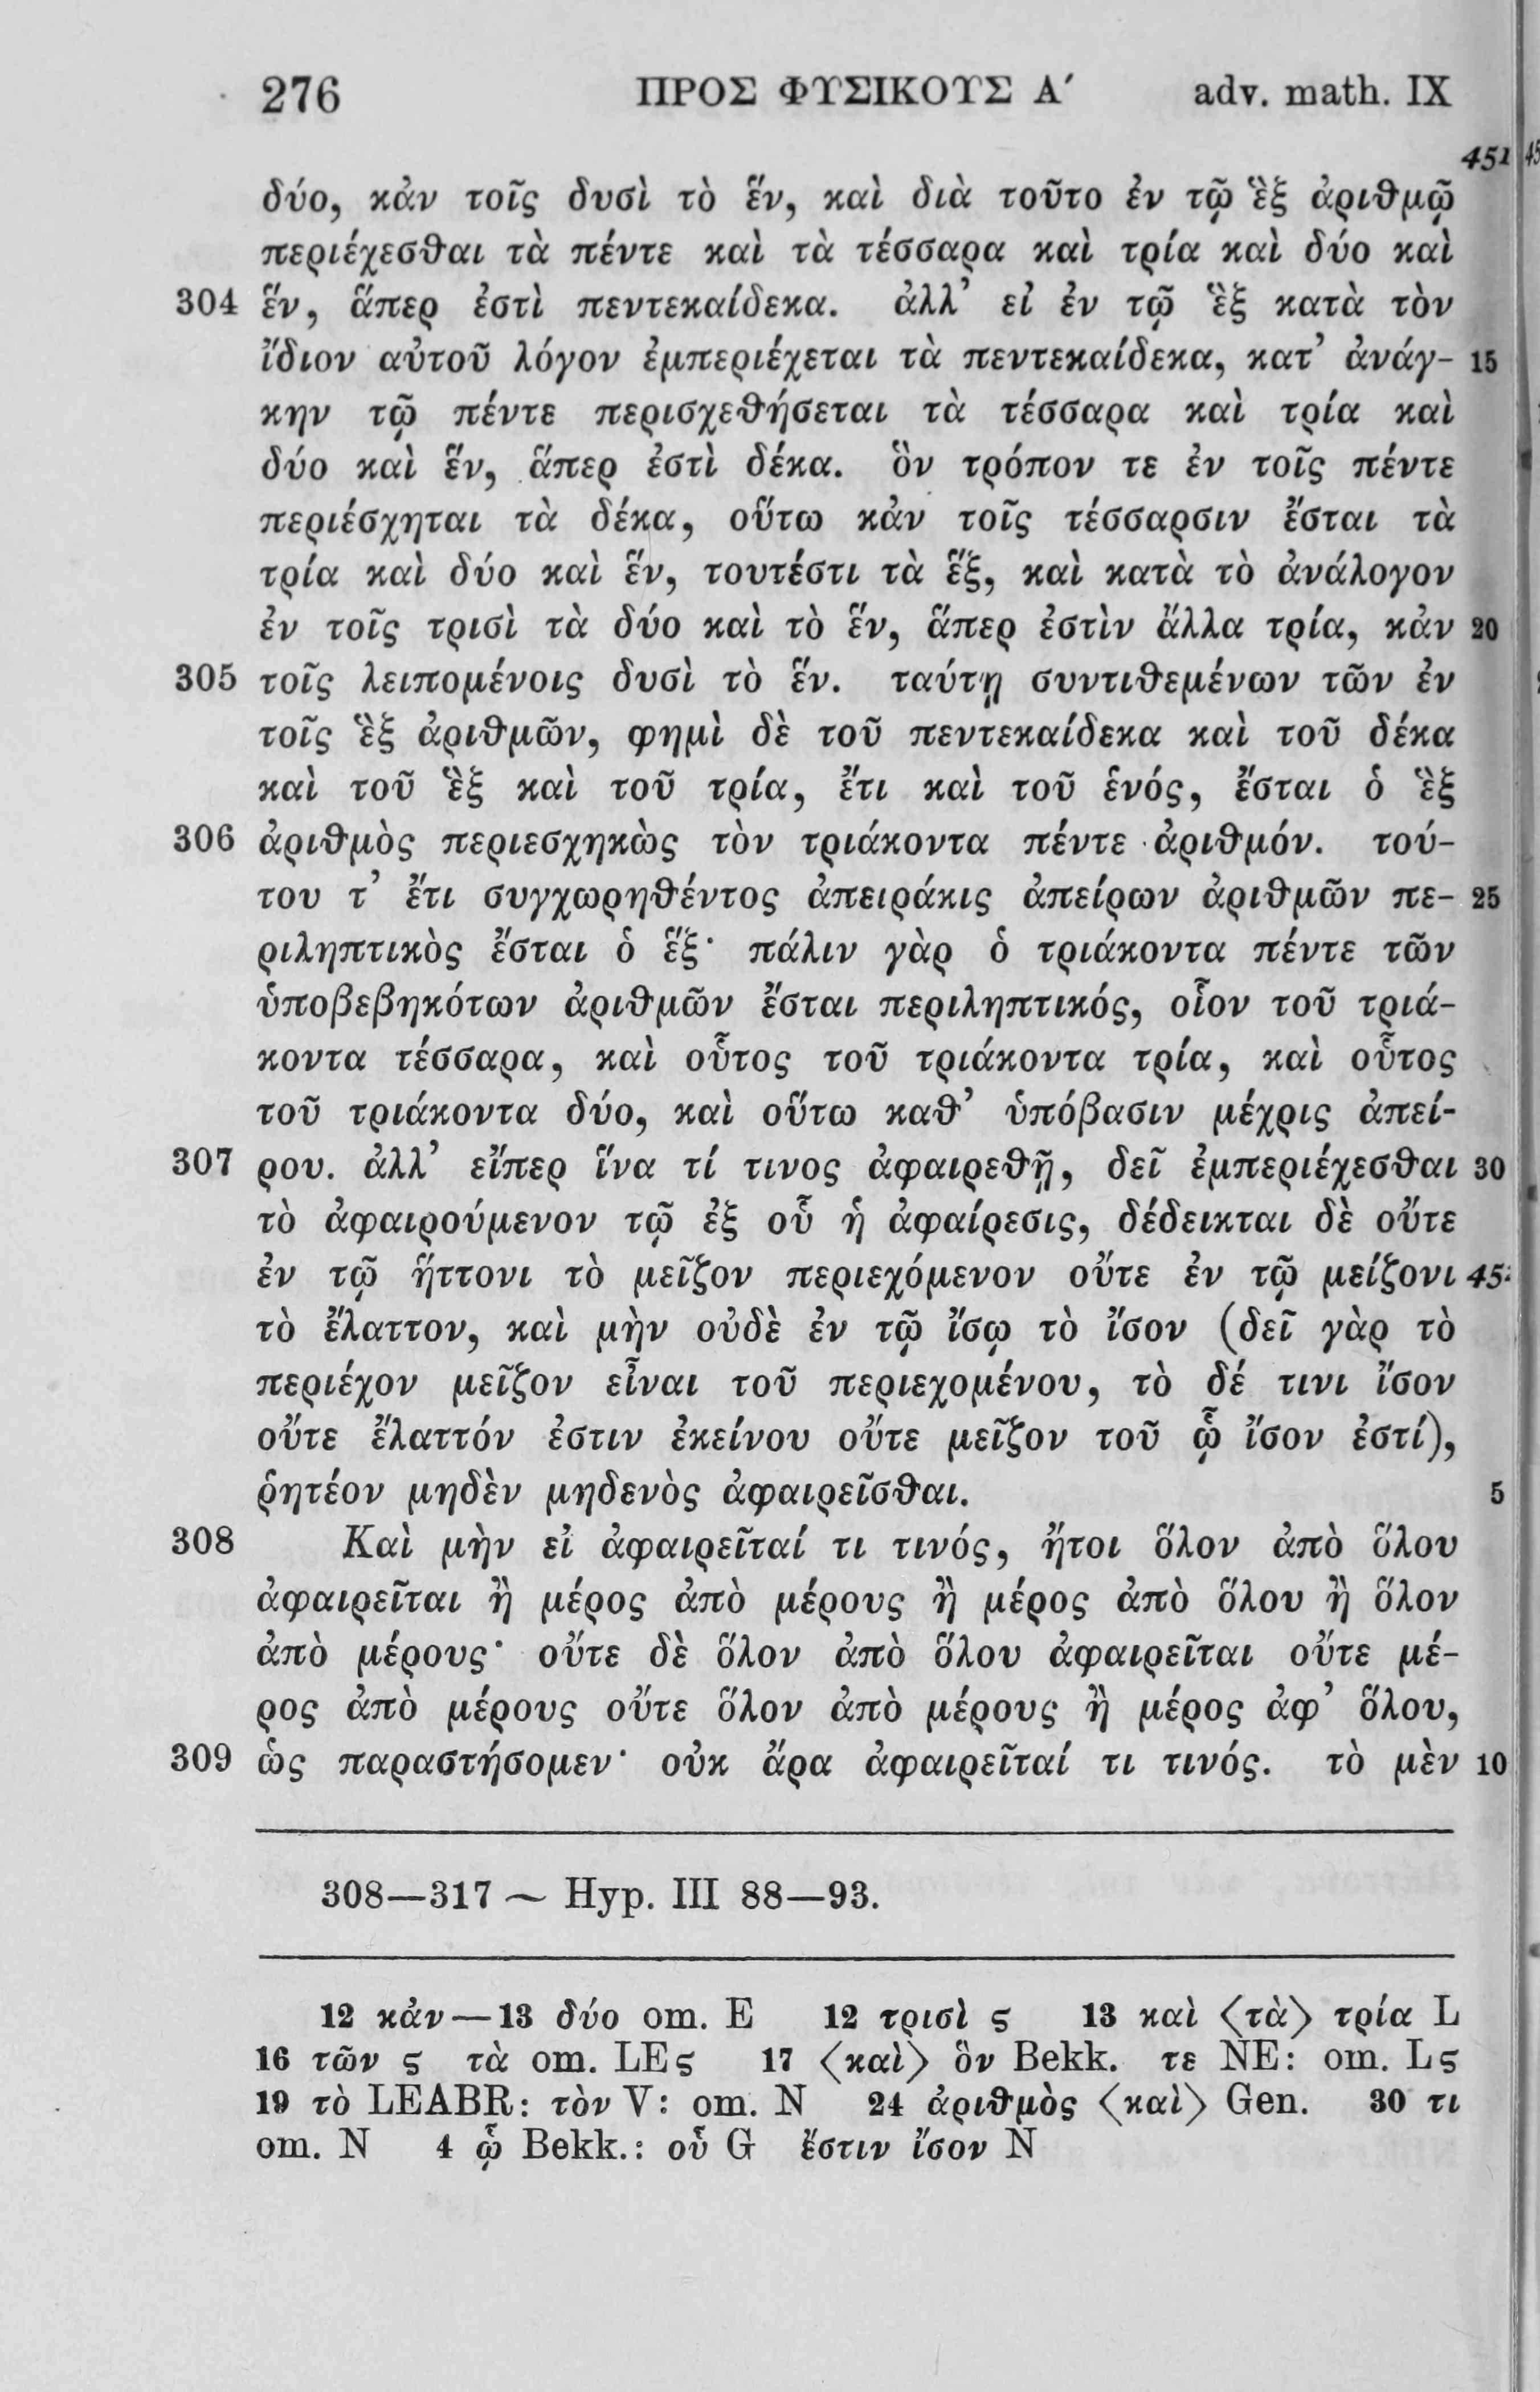 276 ΠΡΟΣ ΦΥΣΙΚΟΥΣ Α′ adv. math. IX
451
δύο, κἀν τοῖς δυσὶ τὸ ἕν, καὶ διὰ τοῦτο ἐν τῷ ἓξ ἀριθμῷ
περιέχεσθαι τὰ πέντε καὶ τὰ τέσσαρα καὶ τρία καὶ δύο καὶ
304 ἕν, ἅπερ ἐστὶ πεντεκαίδεκα. ἀλλ’ εἰ ἐν τῷ ἓξ κατὰ τὸν
ἴδιον αὐτοῦ λόγον ἐμπεριέχεται τὰ πεντεκαίδεκα, κατ’ ἀνάγ- 15
κην τῷ πέντε περισχεθήσεται τὰ τέσσαρα καὶ τρία καὶ
δύο καὶ ἕν, ἅπερ ἐστὶ δέκα. ὃν τρόπον τε ἐν τοῖς πέντε
περιέσχηται τὰ δέκα, οὕτω κἀν τοῖς τέσσαρσιν ἔσται τὰ
τρία καὶ δύο καὶ ἕν, τουτέστι τὰ ἕξ, καὶ κατὰ τὸ ἀνάλογον
ἐν τοῖς τρισὶ τὰ δύο καὶ τὸ ἕν, ἅπερ ἐστὶν ἄλλα τρία, κἀν 20
305 τοῖς λειπομένοις δυσὶ τὸ ἕν. ταύτῃ συντιθεμένων τῶν ἐν
τοῖς ἓξ ἀριθμῶν, φημὶ δὲ τοῦ πεντεκαίδεκα καὶ τοῦ δέκα
καὶ τοῦ ἓξ καὶ τοῦ τρία, ἔτι καὶ τοῦ ἑνός, ἔσται ὁ ἓξ
306 ἀριθμὸς περιεσχηκὼς τὸν τριάκοντα πέντε ἀριθμόν. τού-
του τ’ ἔτι συγχωρηθέντος ἀπειράκις ἀπείρων ἀριθμῶν πε- 25
ριληπτικὸς ἔσται ὁ ἕξ· πάλιν γὰρ ὁ τριάκοντα πέντε τῶν
ὑποβεβηκότων ἀριθμῶν ἔσται περιληπτικός, οἷον τοῦ τριά-
κοντα τέσσαρα, καὶ οὗτος τοῦ τριάκοντα τρία, καὶ οὗτος
τοῦ τριάκοντα δύο, καὶ οὕτω καθ’ ὑπόβασιν μέχρις ἀπεί-
307 ρου. ἀλλ’ εἴπερ ἵνα τί τινος ἀφαιρεθῇ, δεῖ ἐμπεριέχεσθαι 30
τὸ ἀφαιρούμενον τῷ ἐξ οὗ ἡ ἀφαίρεσις, δέδεικται δὲ οὔτε
ἐν τῷ ἥττονι τὸ μεῖζον περιεχόμενον οὔτε ἐν τῷ μείζονι
τὸ ἔλαττον, καὶ μὴν οὐδὲ ἐν τῷ ἴσῳ τὸ ἴσον (δεῖ γὰρ τὸ
περιέχον μεῖζον εἶναι τοῦ περιεχομένου, τὸ δέ τινι ἴσον
οὔτε ἔλαττόν ἐστιν ἐκείνου οὔτε μεῖζον τοῦ ᾧ ἴσον ἐστί),
ῥητέον μηδὲν μηδενὸς ἀφαιρεῖσθαι. 5
308 Καὶ μὴν εἰ ἀφαιρεῖταί τι τινός, ἤτοι ὅλον ἀπὸ ὅλου
ἀφαιρεῖται ἢ μέρος ἀπὸ μέρους ἢ μέρος ἀπὸ ὅλου ἢ ὅλον
ἀπὸ μέρους· οὔτε δὲ ὅλον ἀπὸ ὅλου ἀφαιρεῖται οὔτε μέ-
ρος ἀπὸ μέρους οὔτε ὅλον ἀπὸ μέρους ἢ μέρος ἀφ’ ὅλου,
309 ὡς παραστήσομεν· οὐκ ἄρα ἀφαιρεῖταί τι τινός. τὸ μὲν 10
308—317 ~ Hyp. III 88—93.
12 κἀν—13 δύο om. E 12 τρισὶ ς 13 καὶ ⟨τὰ⟩ τρία L
16 τῶν ς τὰ om. LEς 17 ⟨καὶ⟩ ὃν Bekk. τε NE: om. Lς
19 τὸ LEABR: τὸν V: om. N 24 ἀριθμὸς ⟨καὶ⟩ Gen. 30 τι
om. N 4 ᾧ Bekk.: οὗ G ἔστιν ἴσον N